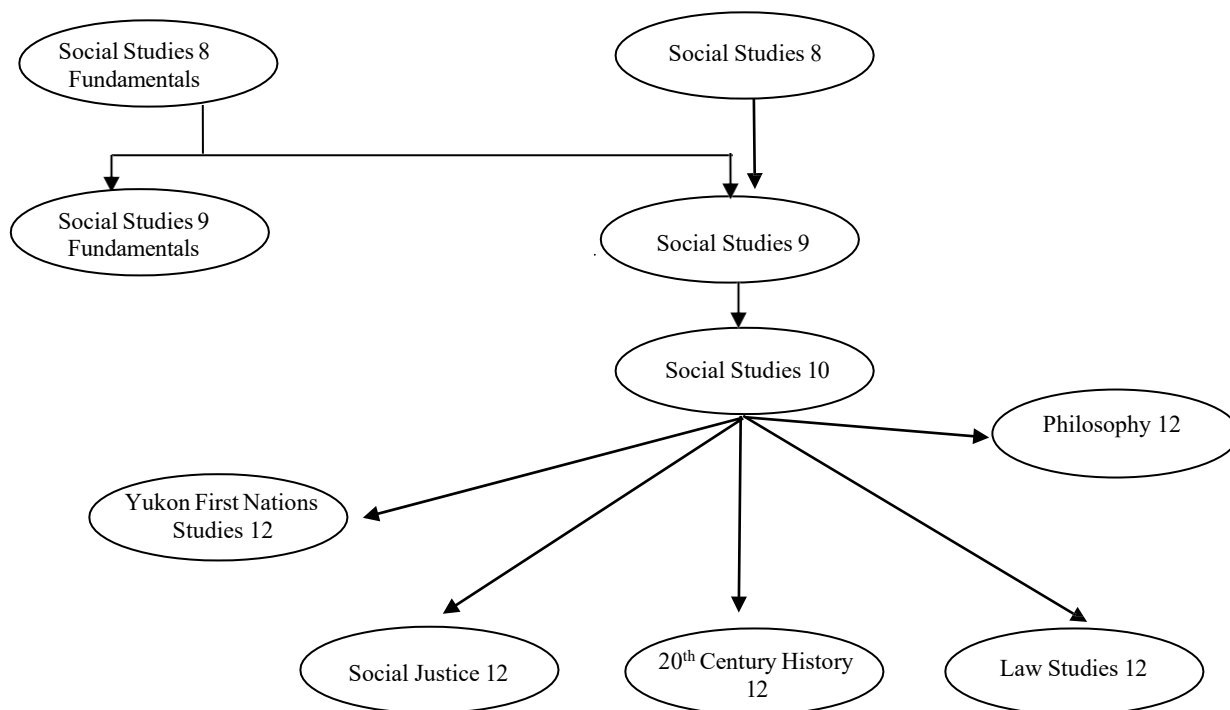 Social Studies 8
Fundamentals
Social Studies 8
Social Studies 9
Fundamentals
Social Studies 9
Social Studies 10
Philosophy 12
Yukon First Nations
Studies 12
Social Justice 12
20th Century History
12
Law Studies 12